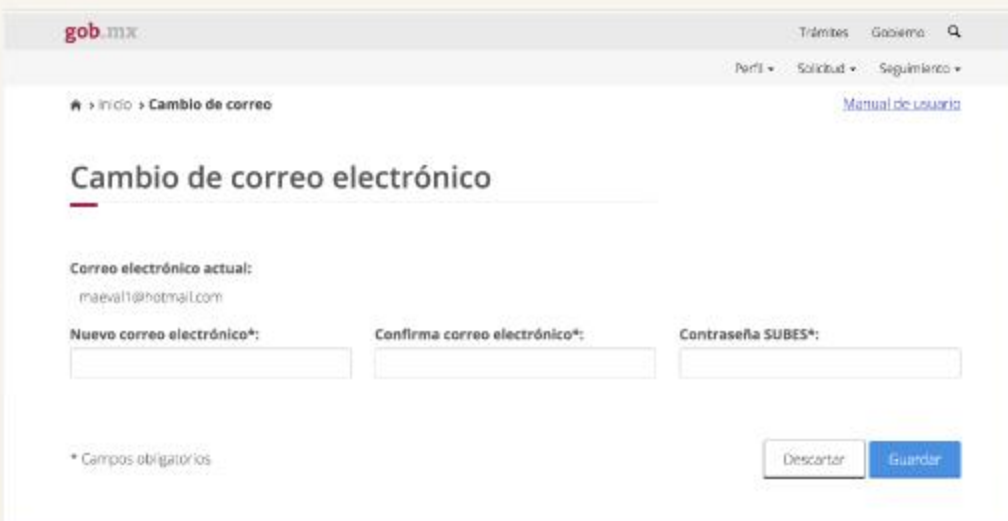 gob.mx
Trámites Gobierno
Perfil Solicitud Seguimiento
> Inicio > Cambio de correo
Manual de usuario
Cambio de correo electrónico
Correo electrónico actual:
maeval1@hotmail.com
Nuevo correo electrónico*: Confirma correo electrónico*: Contraseña SUBES*:
* Campos obligatorios
Descartar Guardar